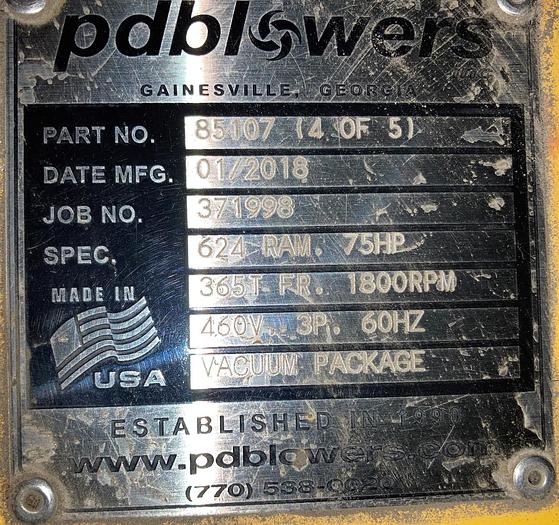 pdblowers
GAINESVILLE, GEORGIA
PART NO. 85107 (4 OF 5)
DATE MFG. 01/2018
JOB NO. 371998
SPEC. 624 RAM. 75HP
365T FR. 1800RPM
MADE IN
460V. 3P. 60HZ
USA
VACUUM PACKAGE
ESTABLISHED IN
www.pdblowers.com
(770)